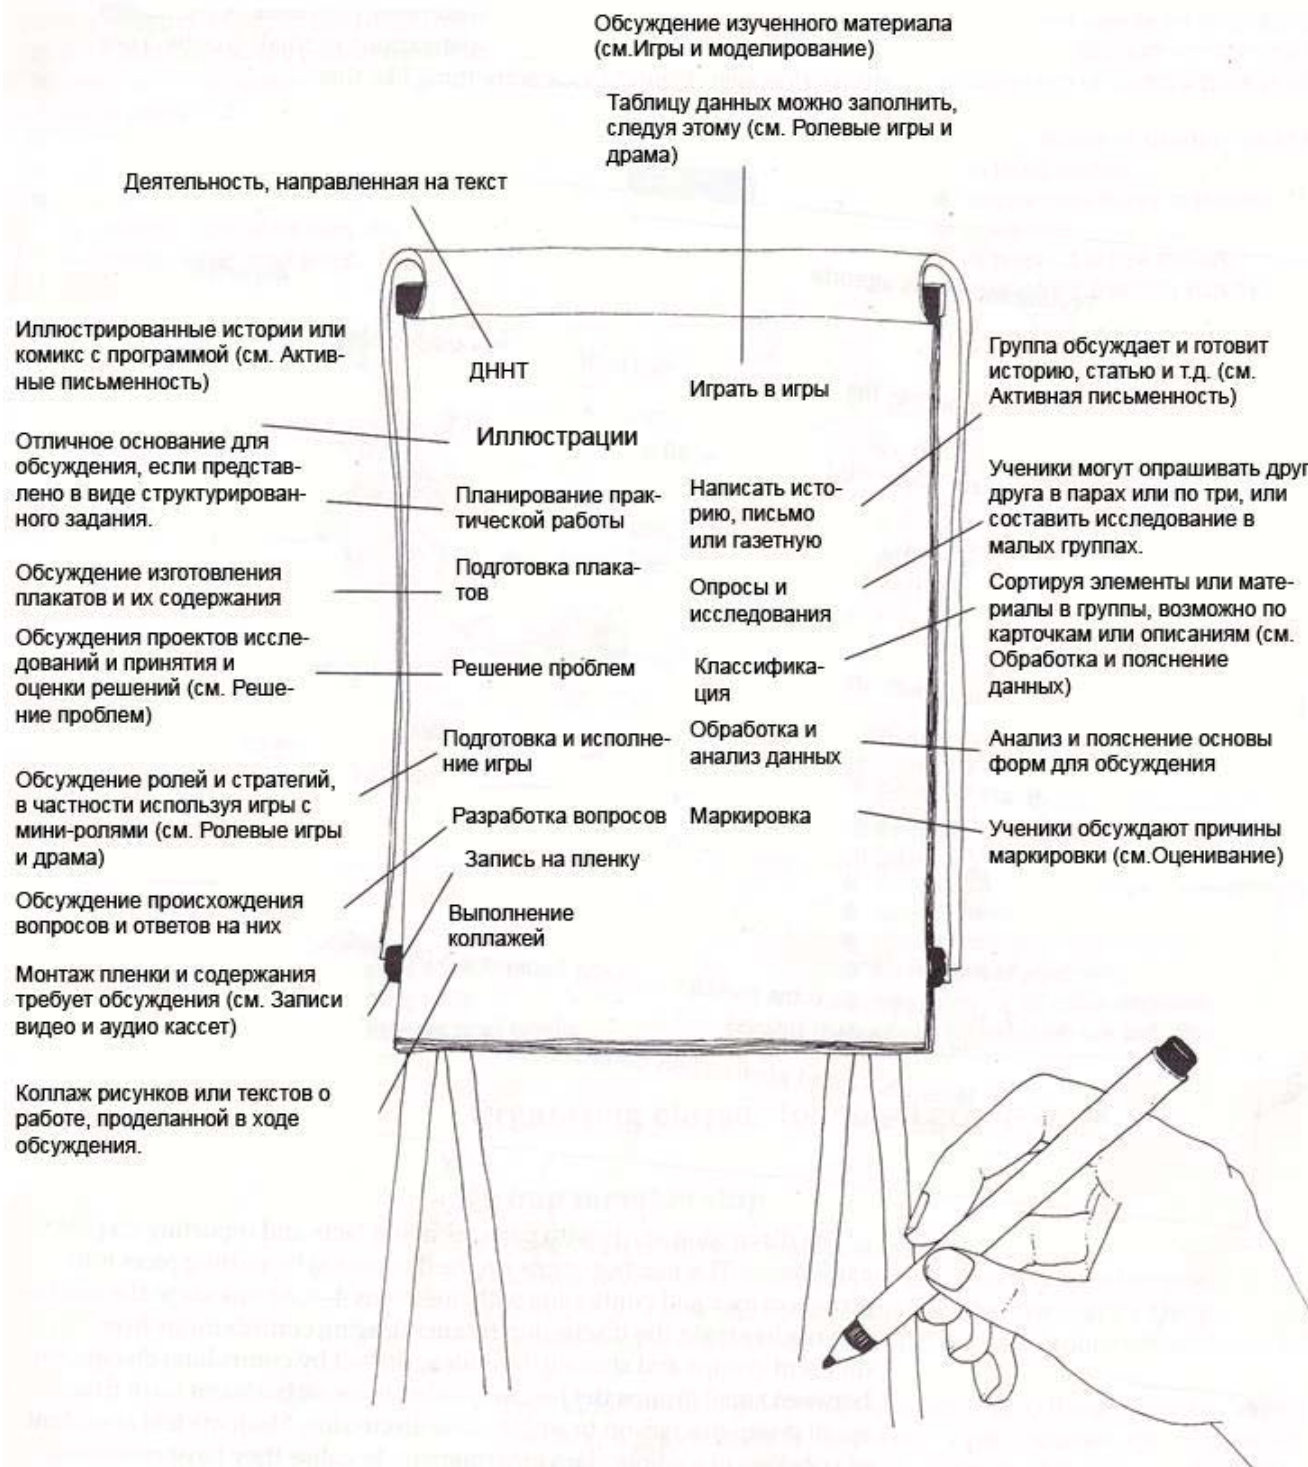 Обсуждение изученного материала
(см.Игры и моделирование)
Таблицу данных можно заполнить,
следуя этому (см. Ролевые игры и
драма)
Деятельность, направленная на текст
Иллюстрированные истории или
комикс с программой (см. Актив-
ные письменность)
Отличное основание для
обсуждения, если представ-
лено в виде структурирован-
ного задания.
Обсуждение изготовления
плакатов и их содержания
Обсуждения проектов иссле-
дований и принятия и
оценки решений (см. Реше-
ние проблем)
Обсуждение ролей и стратегий,
в частности используя игры с
мини-ролями (см. Ролевые игры
и драма)
Обсуждение происхождения
вопросов и ответов на них
Монтаж пленки и содержания
требует обсуждения (см. Записи
видео и аудио кассет)
Коллаж рисунков или текстов о
работе, проделанной в ходе
обсуждения.
ДННТ
Иллюстрации
Планирование прак-
тической работы
Подготовка плака-
тов
Решение проблем
Подготовка и исполне-
ние игры
Разработка вопросов
Запись на пленку
Выполнение
коллажей
Играть в игры
Написать исто-
рию, письмо
или газетную
Опросы и
исследования
Классифика-
ция
Обработка и
анализ данных
Маркировка
Группа обсуждает и готовит
историю, статью и т.д. (см.
Активная письменность)
Ученики могут опрашивать друг
друга в парах или по три, или
составить исследование в
малых группах.
Сортируя элементы или мате-
риалы в группы, возможно по
карточкам или описаниям (см.
Обработка и пояснение
данных)
Анализ и пояснение основы
форм для обсуждения
Ученики обсуждают причины
маркировки (см.Оценивание)